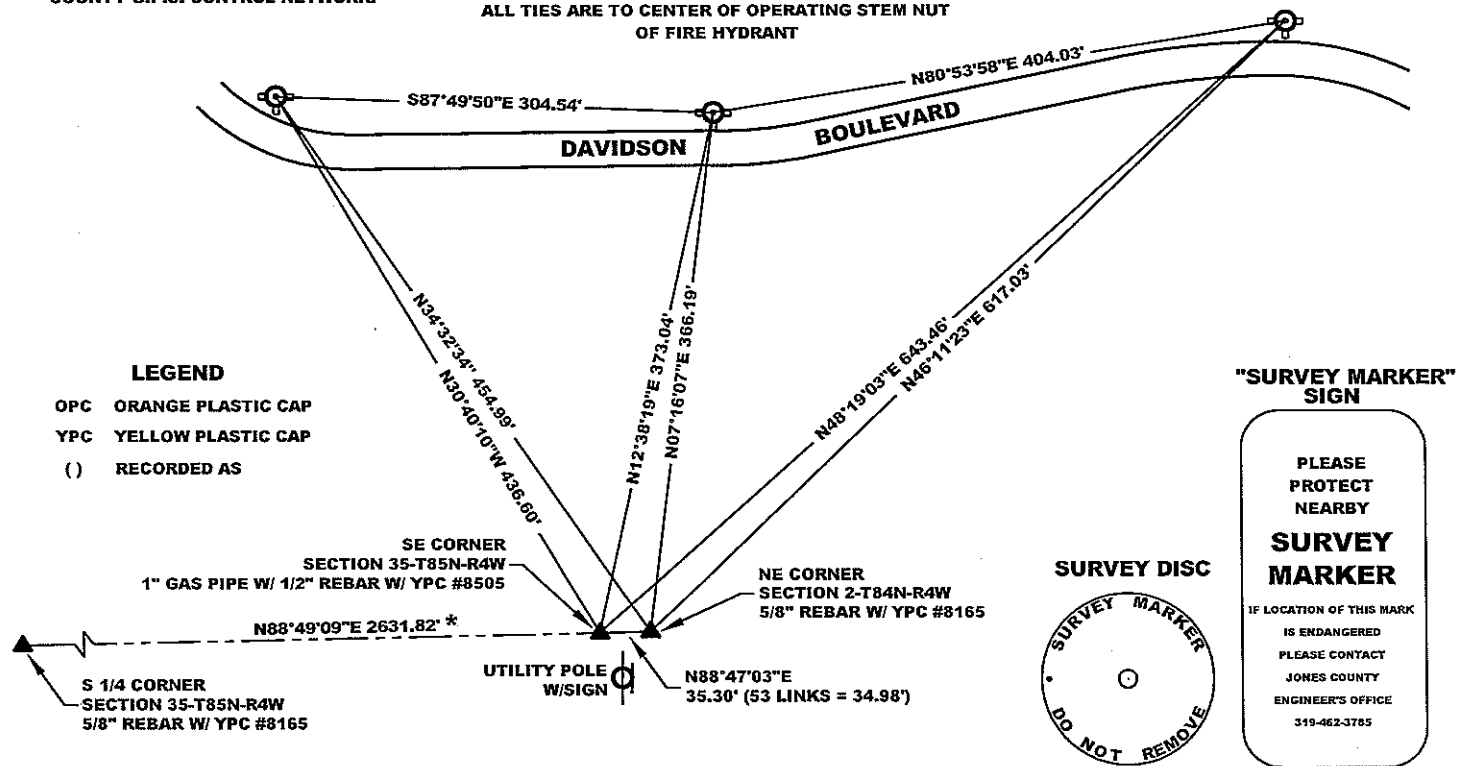 ALL TIES ARE TO CENTER OF OPERATING STEM NUT
OF FIRE HYDRANT
S87°49'50"E 304.54'
N80°53'58"E 404.03'
DAVIDSON BOULEVARD
N34°32'34" 454.99'
N30°40'10"W 436.60'
N12°38'19"E 373.04'
N07°16'07"E 366.19'
N48°19'03"E 643.46'
N46°11'23"E 617.03'
LEGEND
OPC ORANGE PLASTIC CAP
YPC YELLOW PLASTIC CAP
( ) RECORDED AS
SE CORNER
SECTION 35-T85N-R4W
1" GAS PIPE W/ 1/2" REBAR W/ YPC #8505
NE CORNER
SECTION 2-T84N-R4W
5/8" REBAR W/ YPC #8165
N88°49'09"E 2631.82' *
S 1/4 CORNER
SECTION 35-T85N-R4W
5/8" REBAR W/ YPC #8165
UTILITY POLE
W/SIGN
N88°47'03"E
35.30' (53 LINKS = 34.98')
SURVEY DISC
SURVEY MARKER
DO NOT REMOVE
"SURVEY MARKER"
SIGN
PLEASE
PROTECT
NEARBY
SURVEY
MARKER
IF LOCATION OF THIS MARK
IS ENDANGERED
PLEASE CONTACT
JONES COUNTY
ENGINEER'S OFFICE
319-462-3785